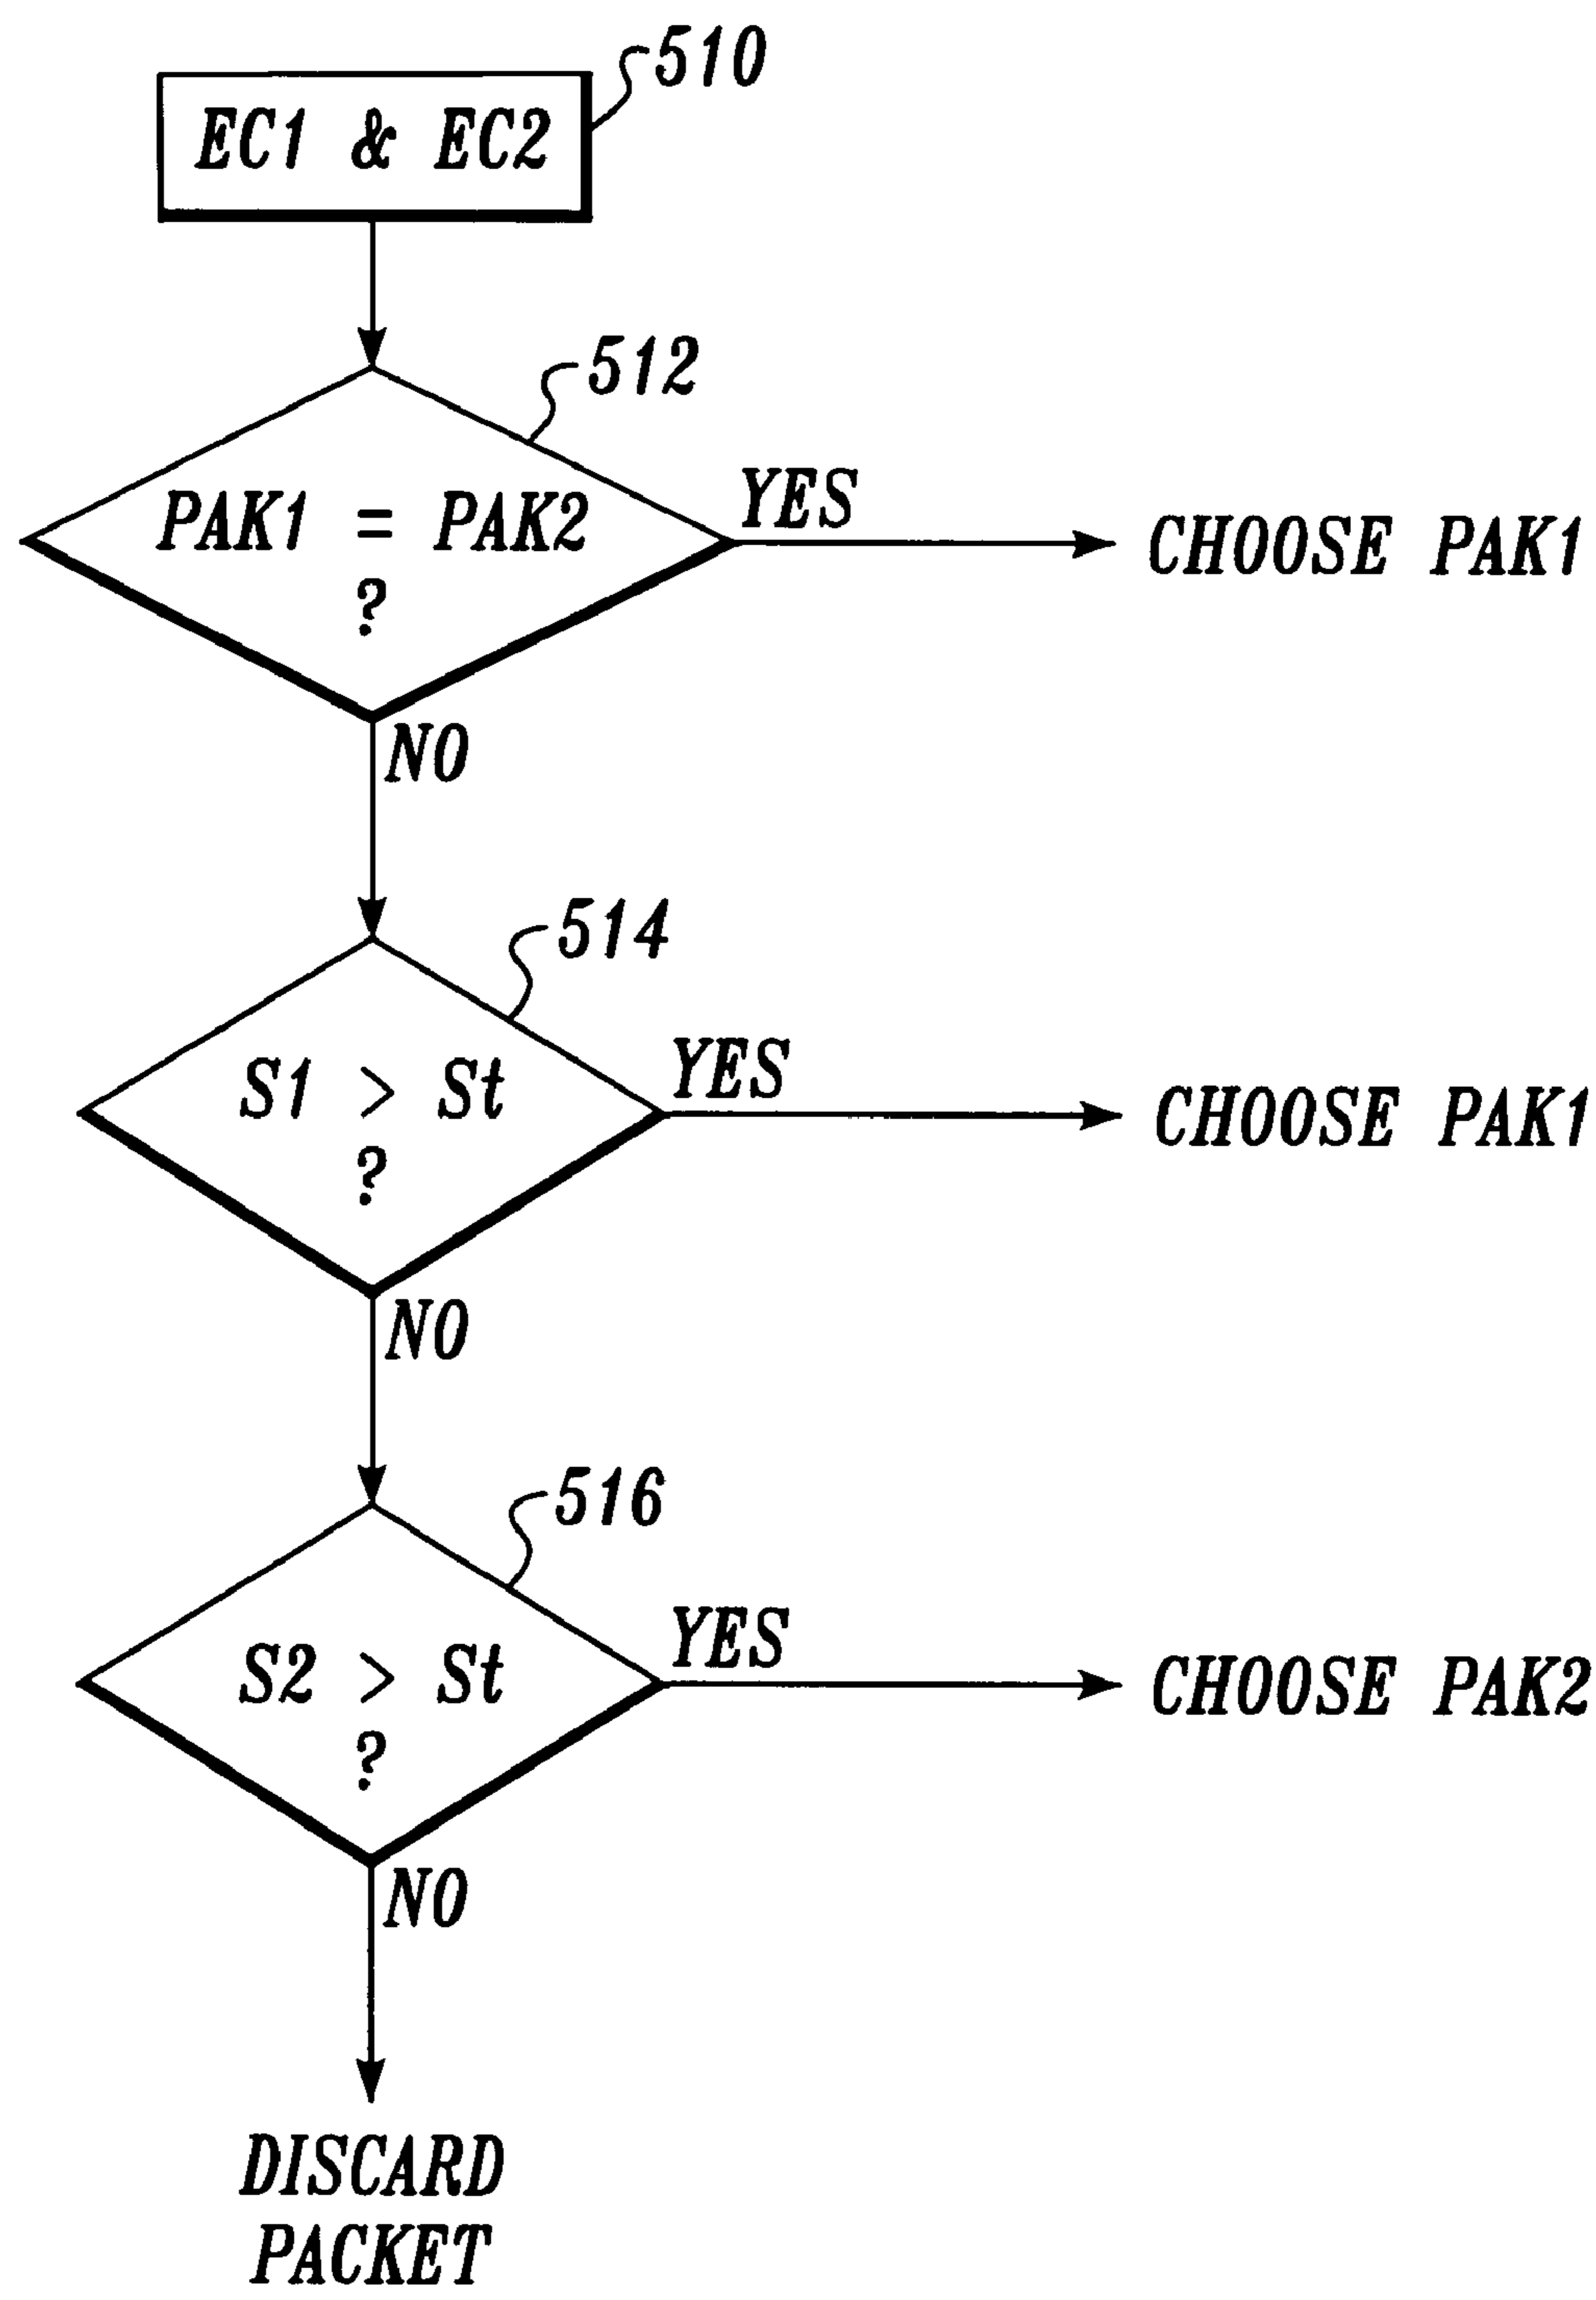 510
EC1 & EC2
512
PAK1 = PAK2
?
YES
CHOOSE PAK1
NO
514
S1 > St
?
YES
CHOOSE PAK1
NO
516
S2 > St
?
YES
CHOOSE PAK2
NO
DISCARD
PACKET